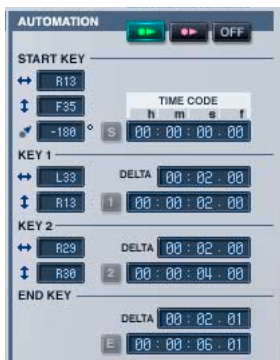 AUTOMATION OFF
START KEY
R13
F35 TIME CODE
h m s f
-180 ° S 00 : 00 : 00 . 00
KEY 1
L33 DELTA 00 : 02 . 00
R13 1 00 : 00 : 02 . 00
KEY 2
R29 DELTA 00 : 02 . 00
R30 2 00 : 00 : 04 . 00
END KEY
DELTA 00 : 02 . 01
E 00 : 00 : 06 . 01